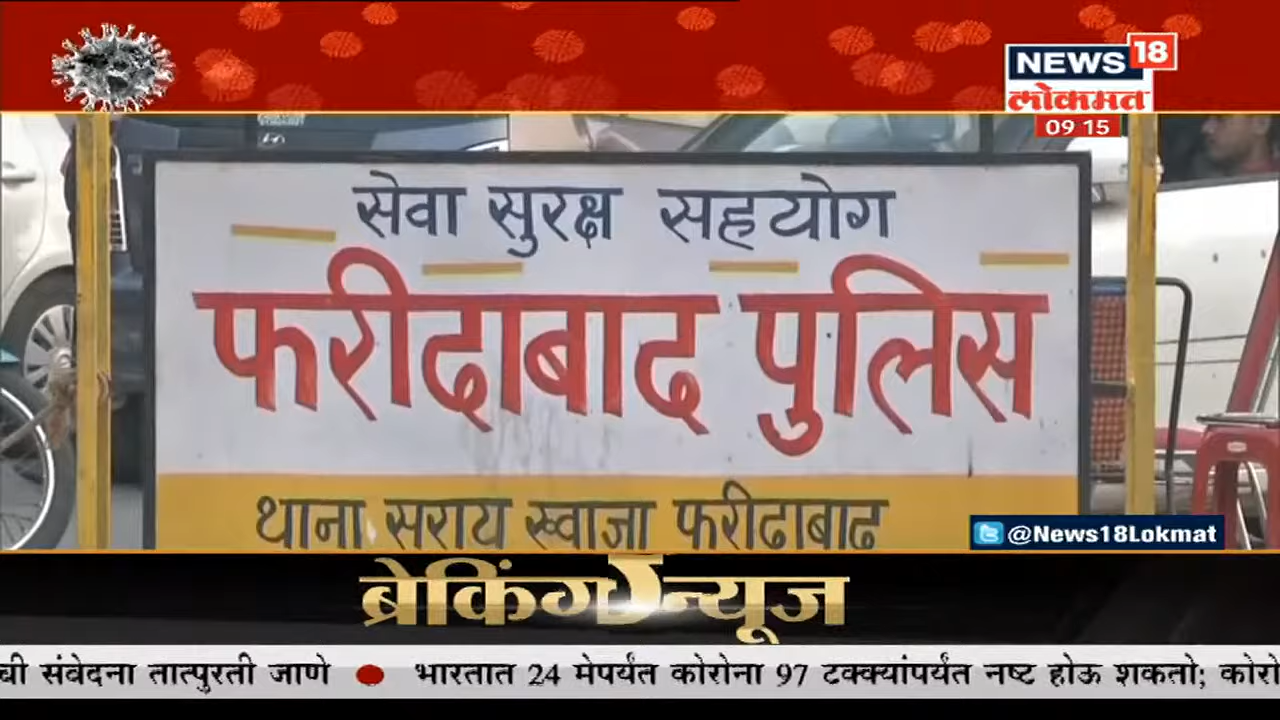 NEWS 18
लोकमत
09 15
सेवा सुरक्ष सहयोग
फरीदाबाद पुलिस
थाना सराय ख्वाजा फरीदाबाद
@News18Lokmat
ब्रेकिंग न्यूज
ची संवेदना तात्पुरती जाणे ● भारतात 24 मेपर्यंत कोरोना 97 टक्क्यांपर्यंत नष्ट होऊ शकतो; कोरो